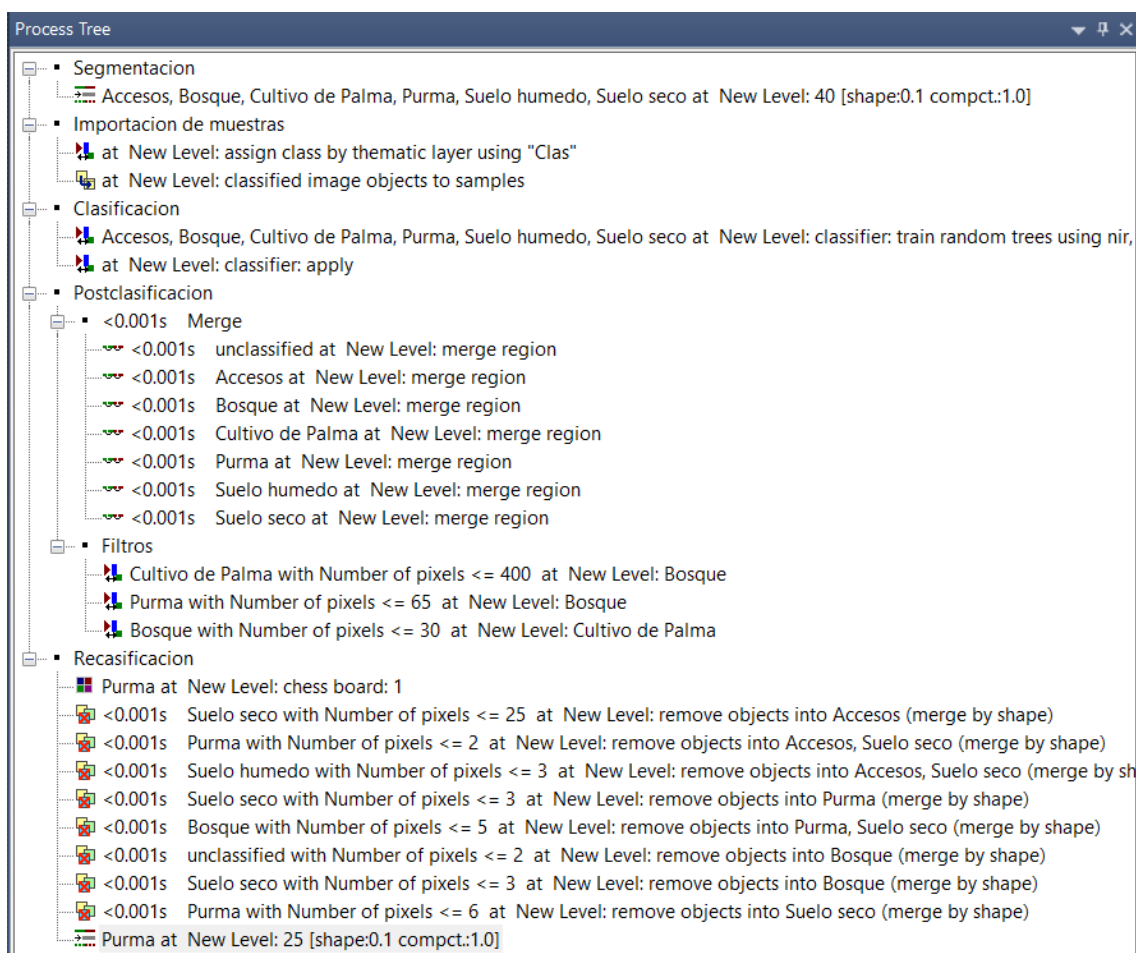 Process Tree
Segmentacion
Accesos, Bosque, Cultivo de Palma, Purma, Suelo humedo, Suelo seco at New Level: 40 [shape:0.1 compct.:1.0]
Importacion de muestras
at New Level: assign class by thematic layer using "Clas"
at New Level: classified image objects to samples
Clasificacion
Accesos, Bosque, Cultivo de Palma, Purma, Suelo humedo, Suelo seco at New Level: classifier: train random trees using nir,
at New Level: classifier: apply
Postclasificacion
<0.001s Merge
<0.001s unclassified at New Level: merge region
<0.001s Accesos at New Level: merge region
<0.001s Bosque at New Level: merge region
<0.001s Cultivo de Palma at New Level: merge region
<0.001s Purma at New Level: merge region
<0.001s Suelo humedo at New Level: merge region
<0.001s Suelo seco at New Level: merge region
Filtros
Cultivo de Palma with Number of pixels <= 400 at New Level: Bosque
Purma with Number of pixels <= 65 at New Level: Bosque
Bosque with Number of pixels <= 30 at New Level: Cultivo de Palma
Recasificacion
Purma at New Level: chess board: 1
<0.001s Suelo seco with Number of pixels <= 25 at New Level: remove objects into Accesos (merge by shape)
<0.001s Purma with Number of pixels <= 2 at New Level: remove objects into Accesos, Suelo seco (merge by shape)
<0.001s Suelo humedo with Number of pixels <= 3 at New Level: remove objects into Accesos, Suelo seco (merge by sh
<0.001s Suelo seco with Number of pixels <= 3 at New Level: remove objects into Purma (merge by shape)
<0.001s Bosque with Number of pixels <= 5 at New Level: remove objects into Purma, Suelo seco (merge by shape)
<0.001s unclassified with Number of pixels <= 2 at New Level: remove objects into Bosque (merge by shape)
<0.001s Suelo seco with Number of pixels <= 3 at New Level: remove objects into Bosque (merge by shape)
<0.001s Purma with Number of pixels <= 6 at New Level: remove objects into Suelo seco (merge by shape)
Purma at New Level: 25 [shape:0.1 compct.:1.0]